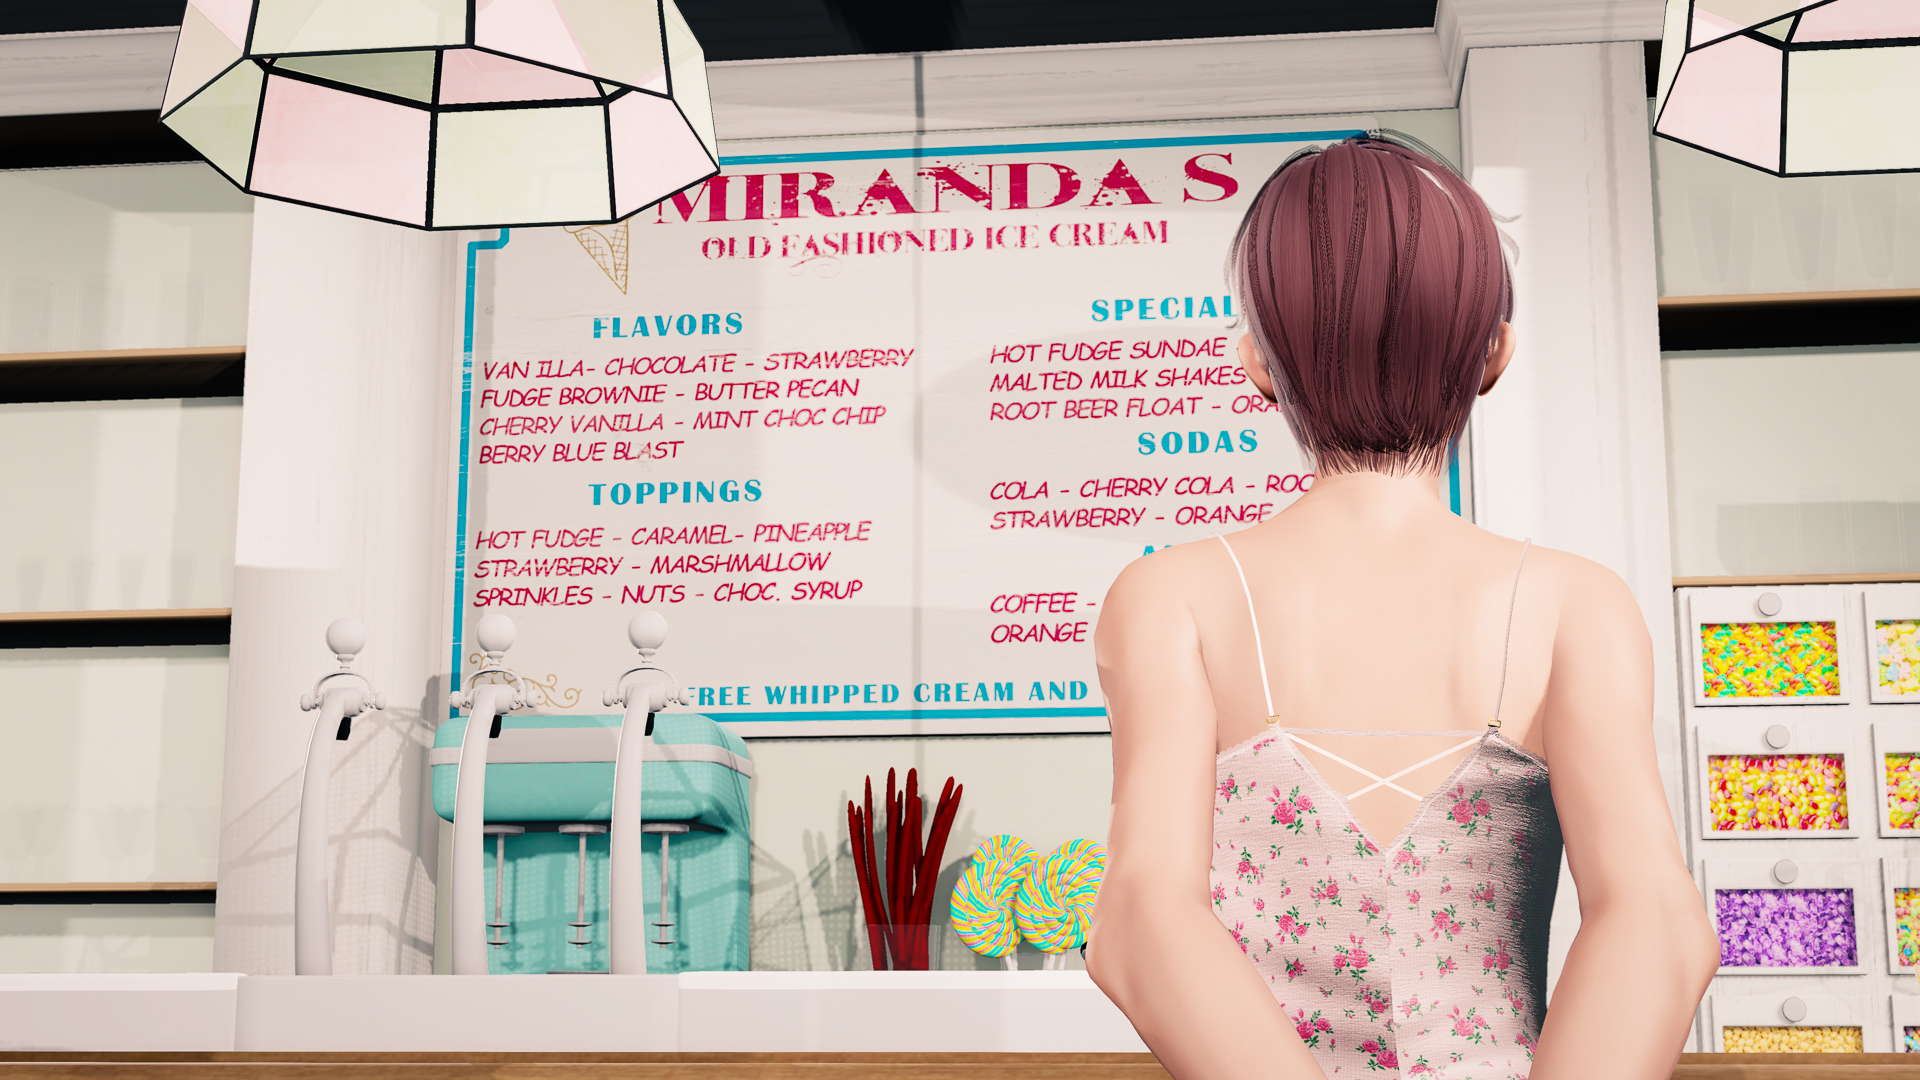 MIRANDA S
OLD FASHIONED ICE CREAM
FLAVORS
VAN ILLA- CHOCOLATE - STRAWBERRY
FUDGE BROWNIE - BUTTER PECAN
CHERRY VANILLA - MINT CHOC CHIP
BERRY BLUE BLAST
TOPPINGS
HOT FUDGE - CARAMEL- PINEAPPLE
STRAWBERRY - MARSHMALLOW
SPRINKLES - NUTS - CHOC. SYRUP
SPECIAL
HOT FUDGE SUNDAE
MALTED MILK SHAKES
ROOT BEER FLOAT -
SODAS
COLA - CHERRY COLA -
STRAWBERRY - ORANGE
COFFEE -
ORANGE
FREE WHIPPED CREAM AND